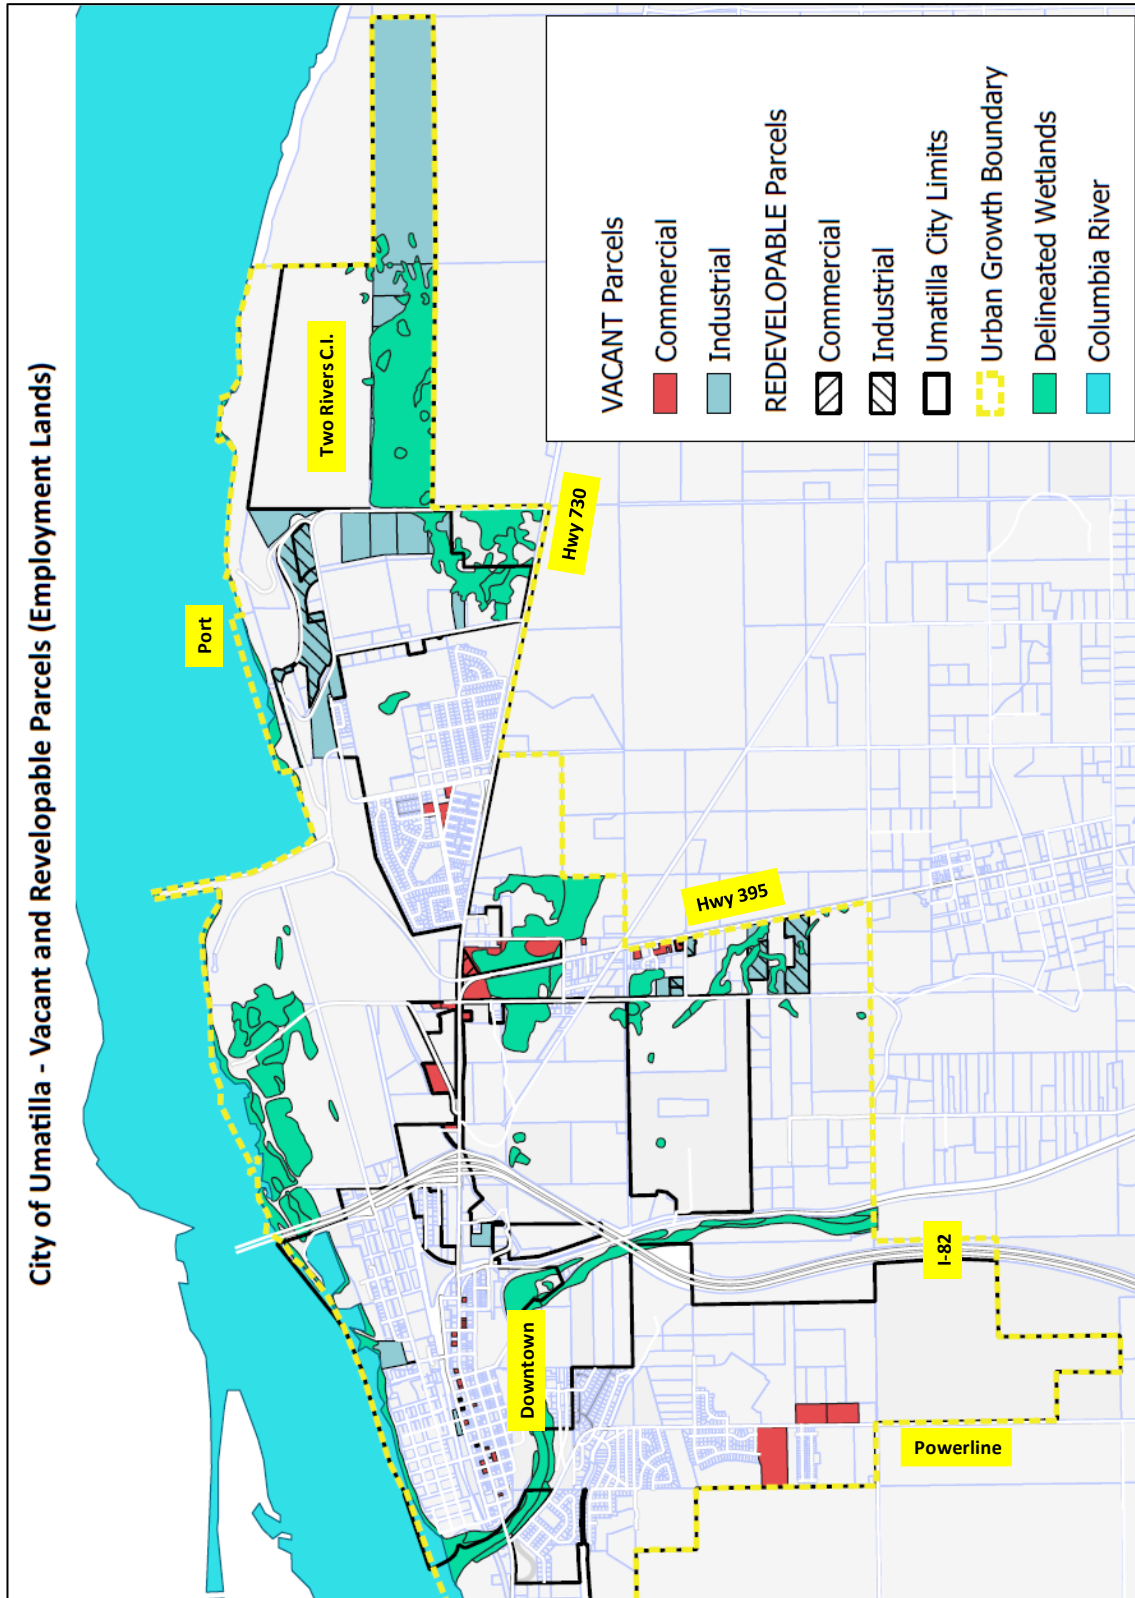 City of Umatilla - Vacant and Revelopable Parcels (Employment Lands)
Port
Two Rivers C.I.
Hwy 730
Hwy 395
Downtown
I-82
Powerline
VACANT Parcels
Commercial
Industrial
REDEVELOPABLE Parcels
Commercial
Industrial
Umatilla City Limits
Urban Growth Boundary
Delineated Wetlands
Columbia River